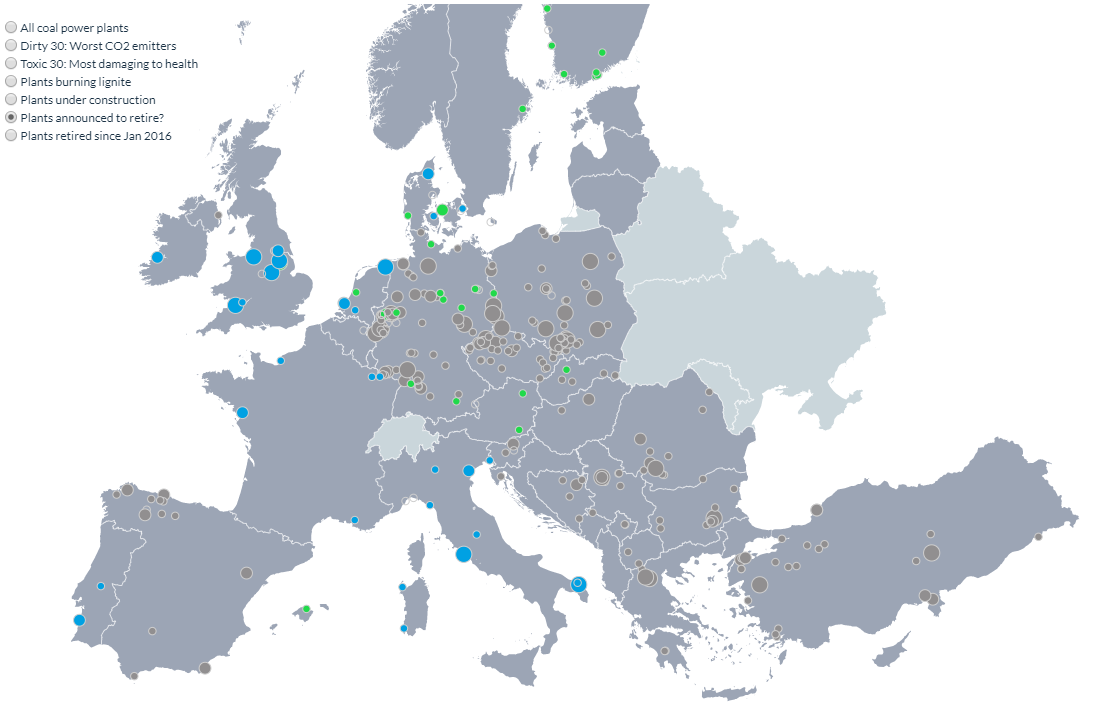 All coal power plants
Dirty 30: Worst CO2 emitters
Toxic 30: Most damaging to health
Plants burning lignite
Plants under construction
Plants announced to retire?
Plants retired since Jan 2016